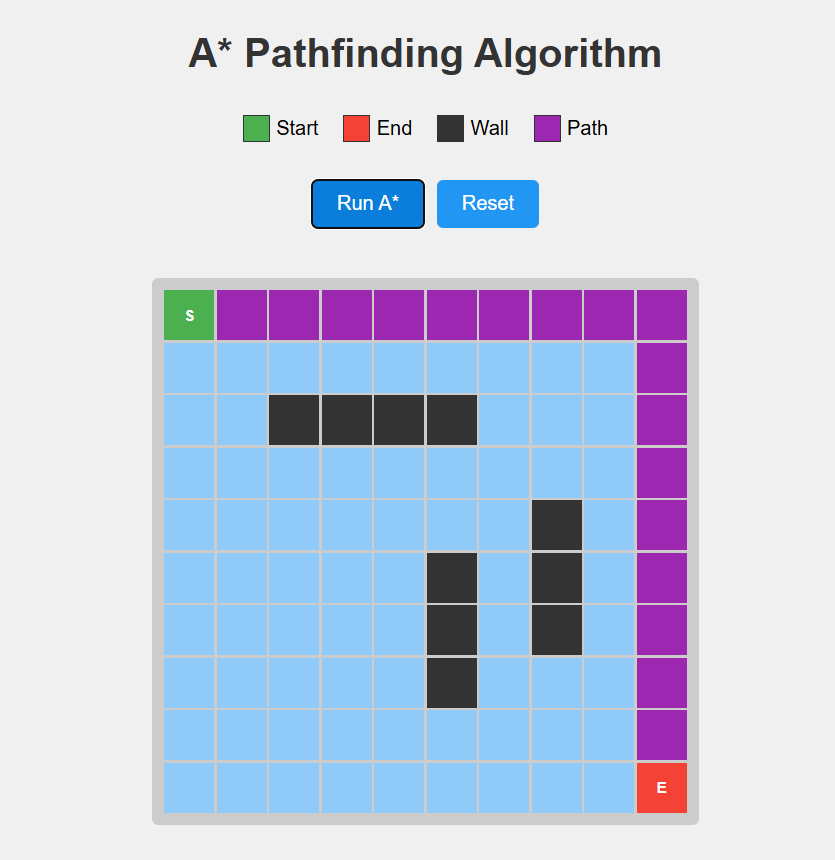 A* Pathfinding Algorithm
Start End Wall Path
Run A* Reset
S
E